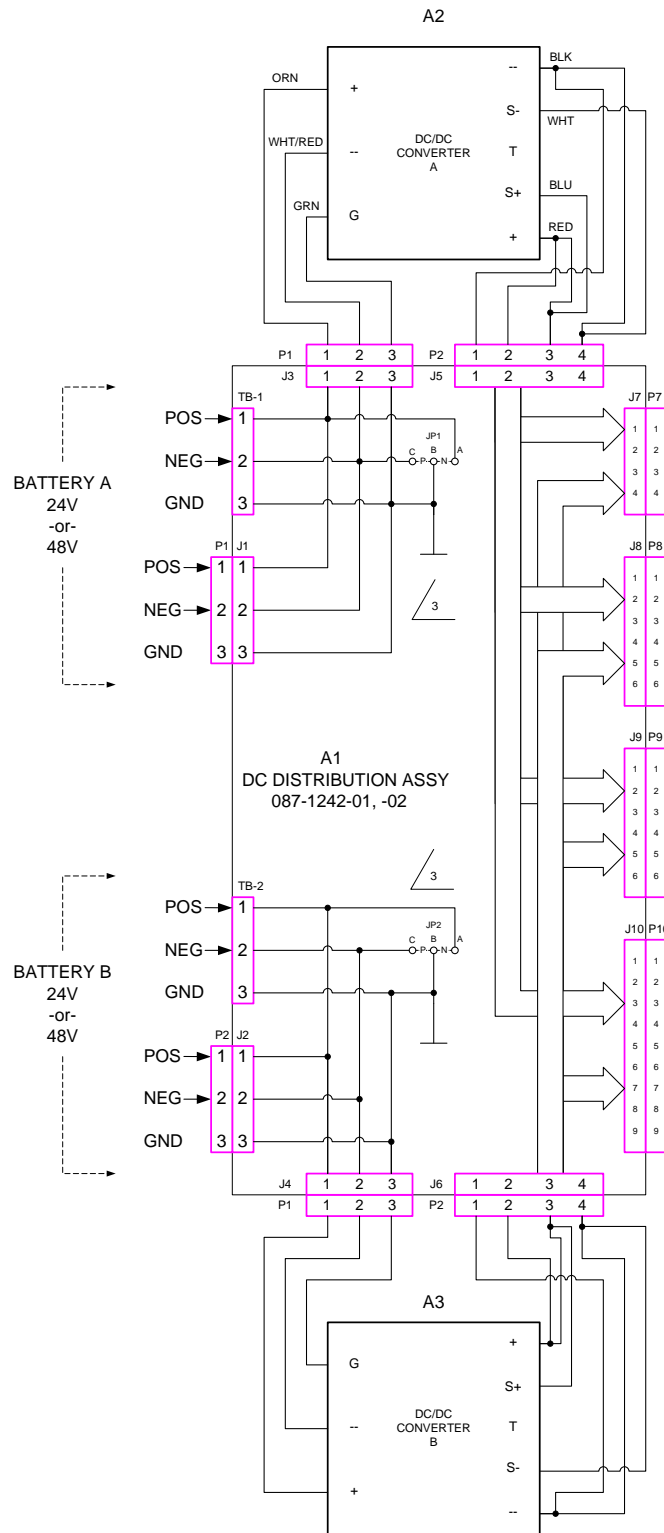 A2
ORN
+
--
BLK
S-
WHT
WHT/RED
--
DC/DC
CONVERTER
A
T
GRN
G
S+
BLU
+
RED
P1 1 2 3 P2 1 2 3 4
J3 1 2 3 J5 1 2 3 4
TB-1
POS 1
NEG 2
GND 3
JP1
C P B N A
J7 P7
1 1
2 2
3 3
4 4
BATTERY A
24V
-or-
48V
P1 J1
POS 1 1
NEG 2 2
GND 3 3
3
J8 P8
1 1
2 2
3 3
4 4
5 5
6 6
A1
DC DISTRIBUTION ASSY
087-1242-01, -02
J9 P9
1 1
2 2
3 3
4 4
5 5
6 6
3
TB-2
POS 1
NEG 2
GND 3
JP2
C P B N A
BATTERY B
24V
-or-
48V
P2 J2
POS 1 1
NEG 2 2
GND 3 3
J10 P10
1 1
2 2
3 3
4 4
5 5
6 6
7 7
8 8
9 9
J4 1 2 3 J6 1 2 3 4
P1 1 2 3 P2 1 2 3 4
A3
+
G
S+
DC/DC
CONVERTER
B
--
T
S-
+
--